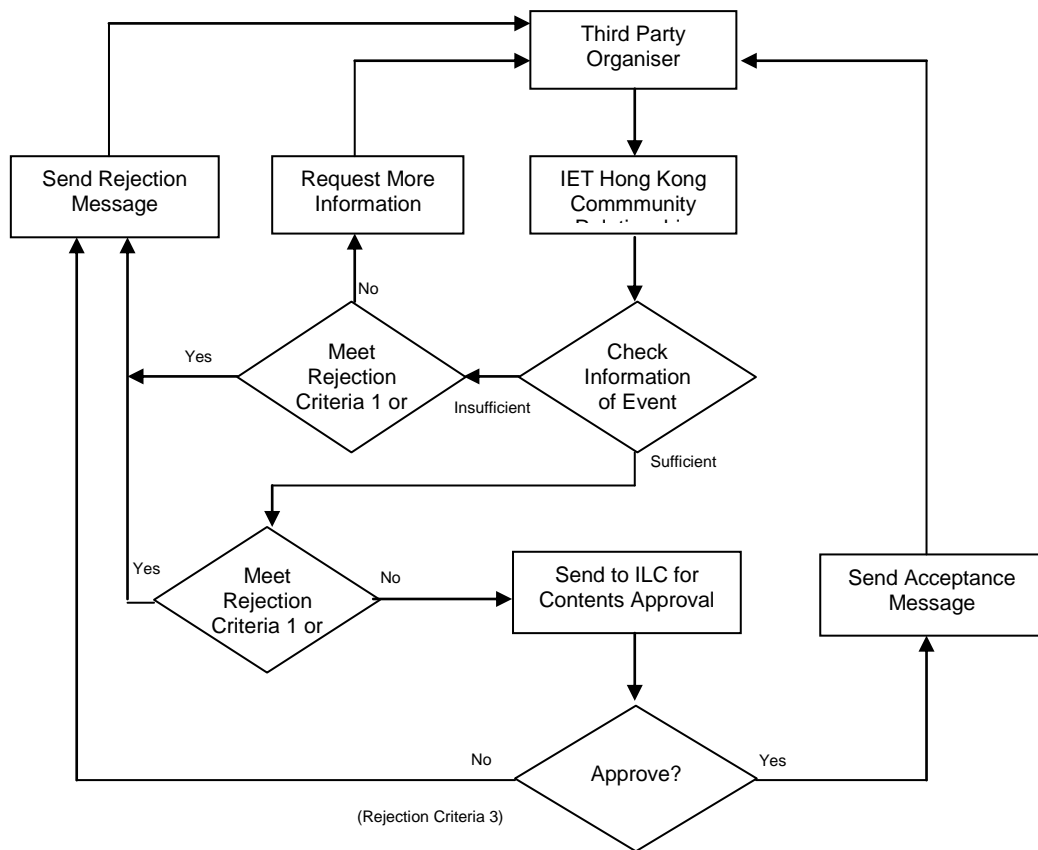 Third Party
Organiser
Send Rejection
Message
Request More
Information
IET Hong Kong
Commmunity
No
Yes
Meet
Rejection
Criteria 1 or
Insufficient
Check
Information
of Event
Sufficient
Yes
Meet
Rejection
Criteria 1 or
No
Send to ILC for
Contents Approval
Send Acceptance
Message
No
Approve?
Yes
(Rejection Criteria 3)